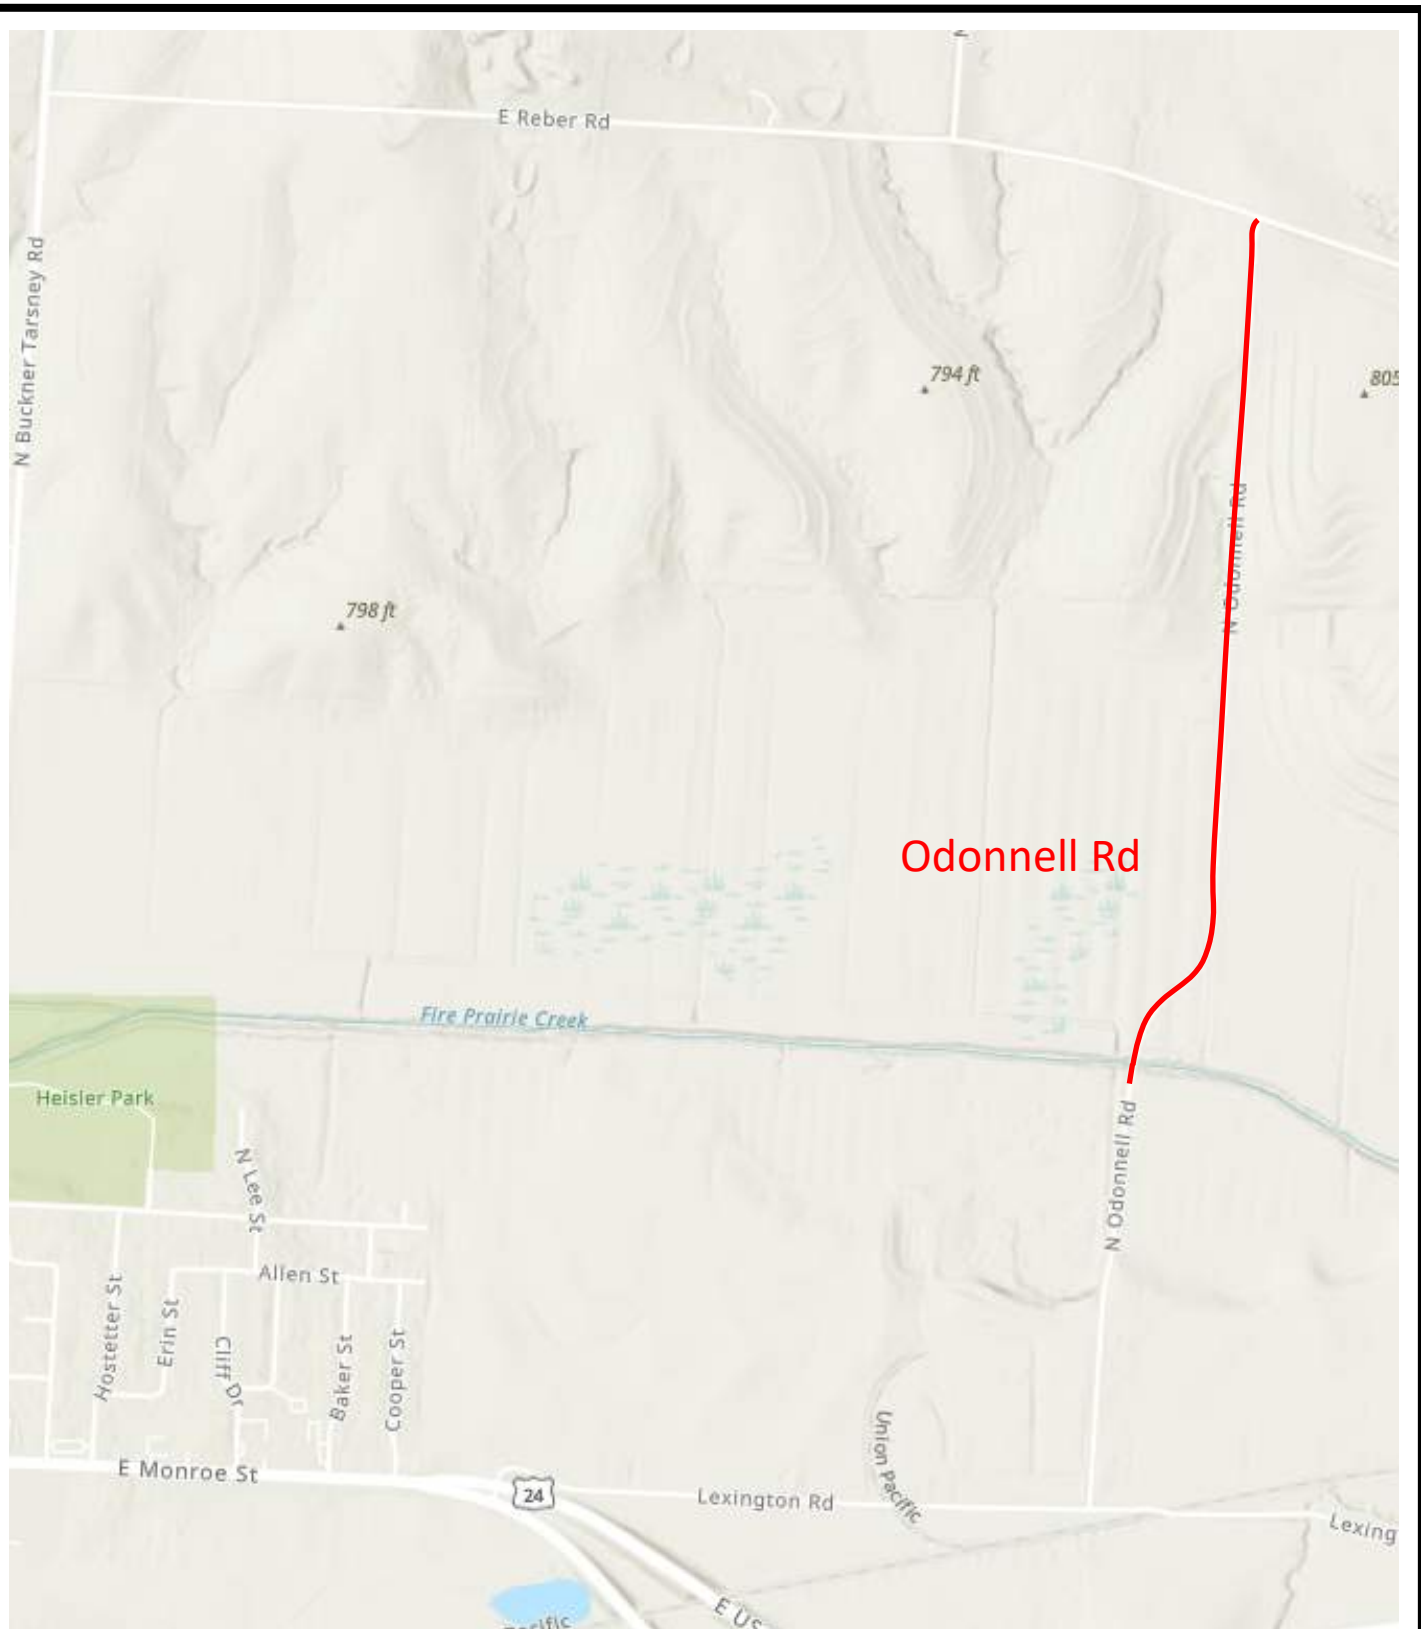 E Reber Rd
N Buckner Tarsney Rd
794 ft
805
N Odonnell Rd
798 ft
Odonnell Rd
Fire Prairie Creek
Heisler Park
N Odonnell Rd
N Lee St
Allen St
Hostetter St
Erin St
Cliff Dr
Baker St
Cooper St
Union Pacific
E Monroe St
24
Lexington Rd
Lexing
E US